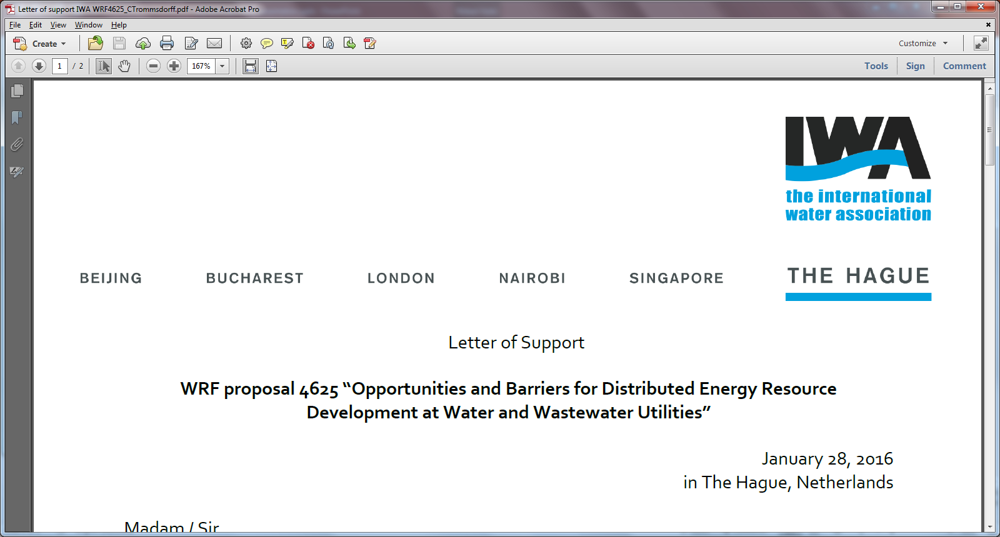 Letter of support IWA WRF4625_CTrommsdorff.pdf - Adobe Acrobat Pro
File Edit View Window Help
Create Customize
1 / 2 167% Tools Sign Comment
IWA
the international
water association
BEIJING BUCHAREST LONDON NAIROBI SINGAPORE THE HAGUE
Letter of Support
WRF proposal 4625 “Opportunities and Barriers for Distributed Energy Resource
Development at Water and Wastewater Utilities”
January 28, 2016
in The Hague, Netherlands
Madam / Sir